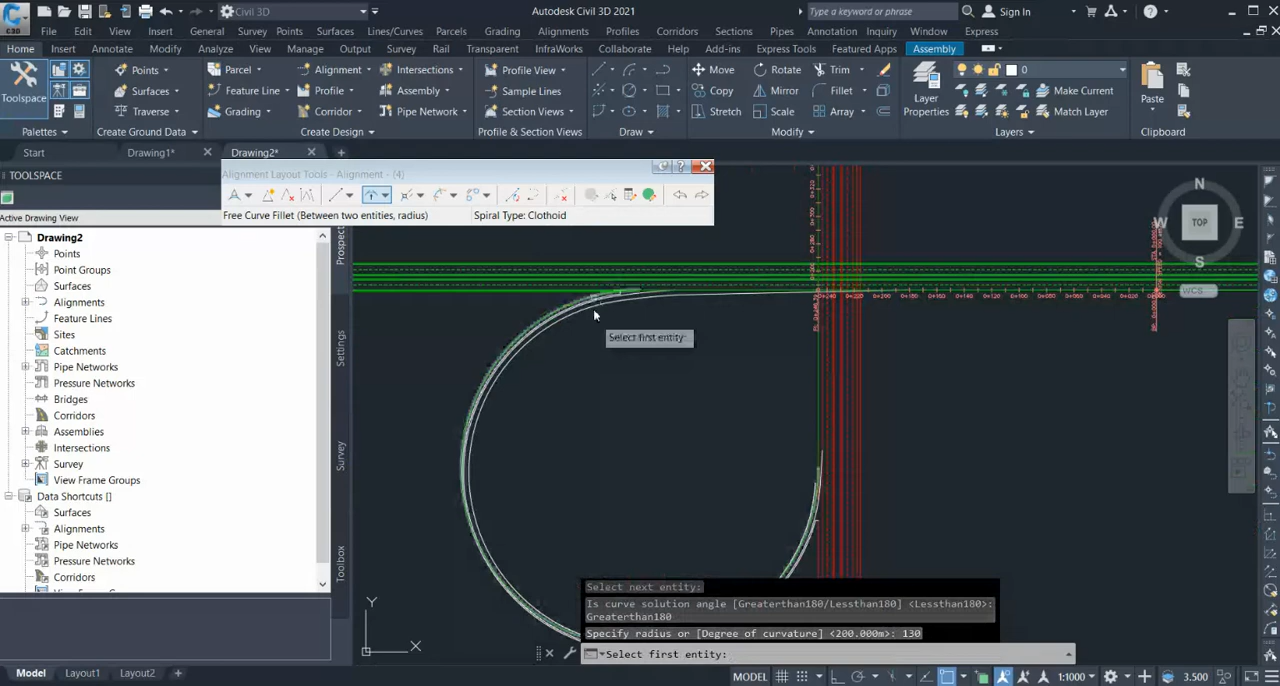 Civil 3D
Autodesk Civil 3D 2021
Drawing2
Type a keyword or phrase
Sign In
File Edit View Insert General Survey Points Surfaces Lines/Curves Parcels Grading Alignments Profiles Corridors Sections Pipes Annotation Inquiry Window Express
Home Insert Annotate Modify Analyze View Manage Output Survey Rail Transparent InfraWorks Collaborate Help Add-ins Express Tools Featured Apps Assembly
Toolspace
Points
Surfaces
Traverse
Parcel
Feature Line
Grading
Alignment
Profile
Corridor
Intersections
Assembly
Pipe Network
Profile View
Sample Lines
Section Views
Move
Copy
Stretch
Rotate
Mirror
Scale
Trim
Fillet
Array
Layer Properties
0
Make Current
Match Layer
Paste
Palettes
Create Ground Data
Create Design
Profile & Section Views
Draw
Modify
Layers
Clipboard
Start
Drawing1*
Drawing2*
Alignment Layout Tools - Alignment - (4)
Free Curve Fillet (Between two entities, radius)
Spiral Type: Clothoid
TOOLSPACE
Active Drawing View
Drawing2
Points
Point Groups
Surfaces
Alignments
Feature Lines
Sites
Catchments
Pipe Networks
Pressure Networks
Bridges
Corridors
Assemblies
Intersections
Survey
View Frame Groups
Data Shortcuts []
Surfaces
Alignments
Pipe Networks
Pressure Networks
Corridors
View Frame Groups
Prospector
Settings
Survey
Toolbox
N
W
TOP
E
S
WCS
Select first entity:
Y
X
Select next entity:
Is curve solution angle [Greaterthan180/Lessthan180] <Lessthan180>:
Greaterthan180
Specify radius or [Degree of curvature] <200.000m>: 130
Select first entity:
Model
Layout1
Layout2
MODEL
1:1000
3.500